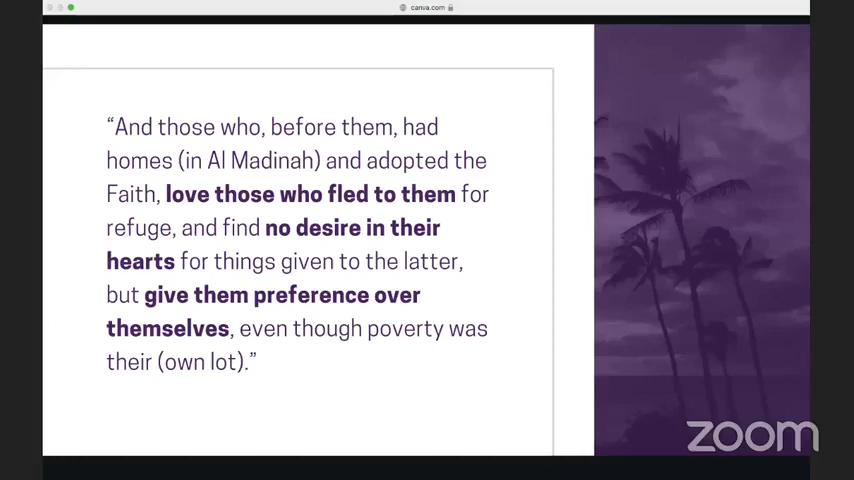 canva.com
“And those who, before them, had
homes (in Al Madinah) and adopted the
Faith, love those who fled to them for
refuge, and find no desire in their
hearts for things given to the latter,
but give them preference over
themselves, even though poverty was
their (own lot).”
zoom